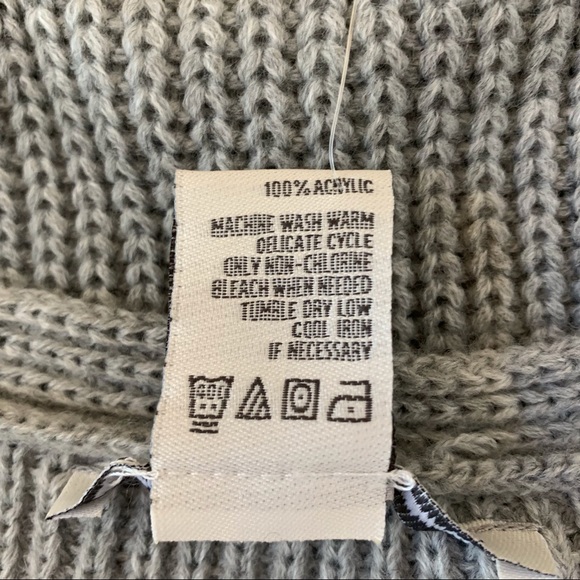 100% ACRYLIC
MACHINE WASH WARM
DELICATE CYCLE
ONLY NON-CHLORINE
BLEACH WHEN NEEDED
TUMBLE DRY LOW
COOL IRON
IF NECESSARY
40C